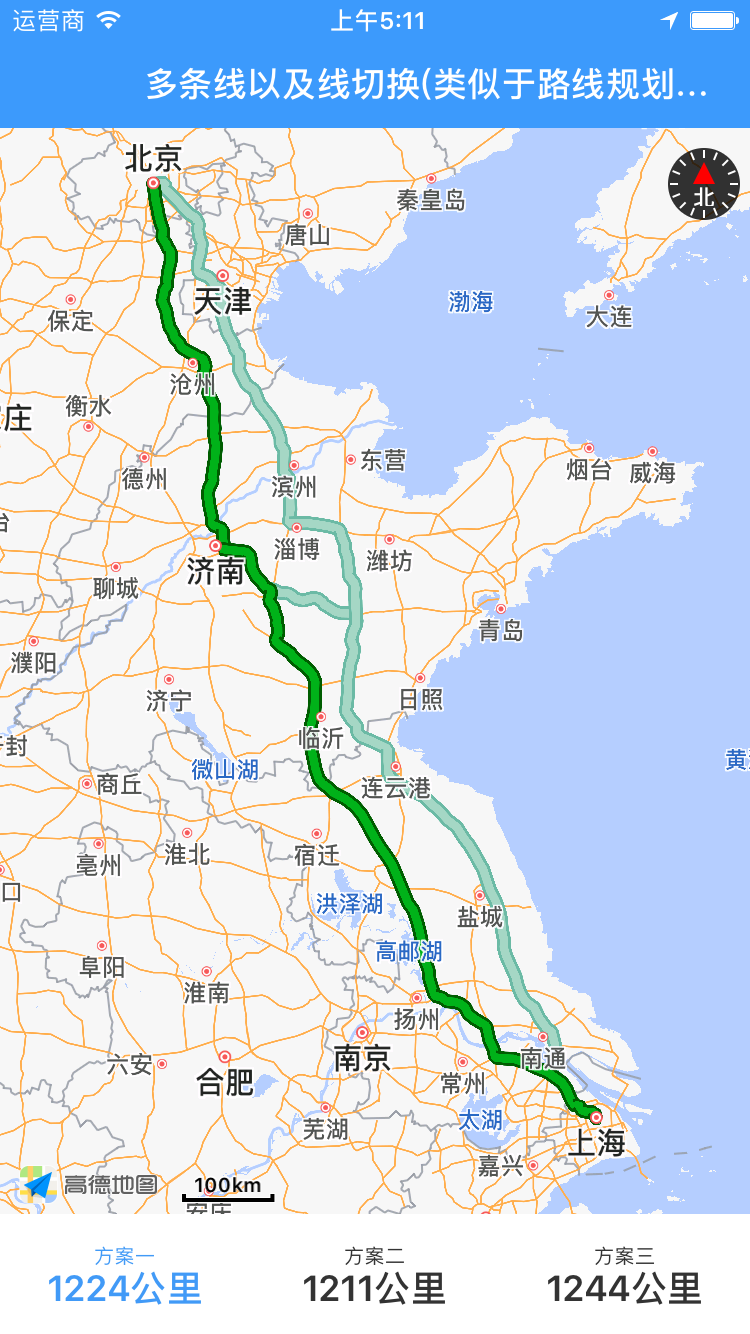 运营商
上午5:11
多条线以及线切换(类似于路线规划...
北京
北
秦皇岛
唐山
天津
渤海
保定
大连
沧州
衡水
庄
东营
烟台
威海
德州
滨州
淄博
潍坊
济南
聊城
青岛
濮阳
济宁
日照
临沂
封
微山湖
黄
商丘
连云港
亳州
淮北
宿迁
口
洪泽湖
盐城
高邮湖
阜阳
淮南
扬州
南京
南通
六安
合肥
常州
芜湖
太湖
上海
嘉兴
高德地图
100km
安庆
方案一
方案二
方案三
1224公里
1211公里
1244公里